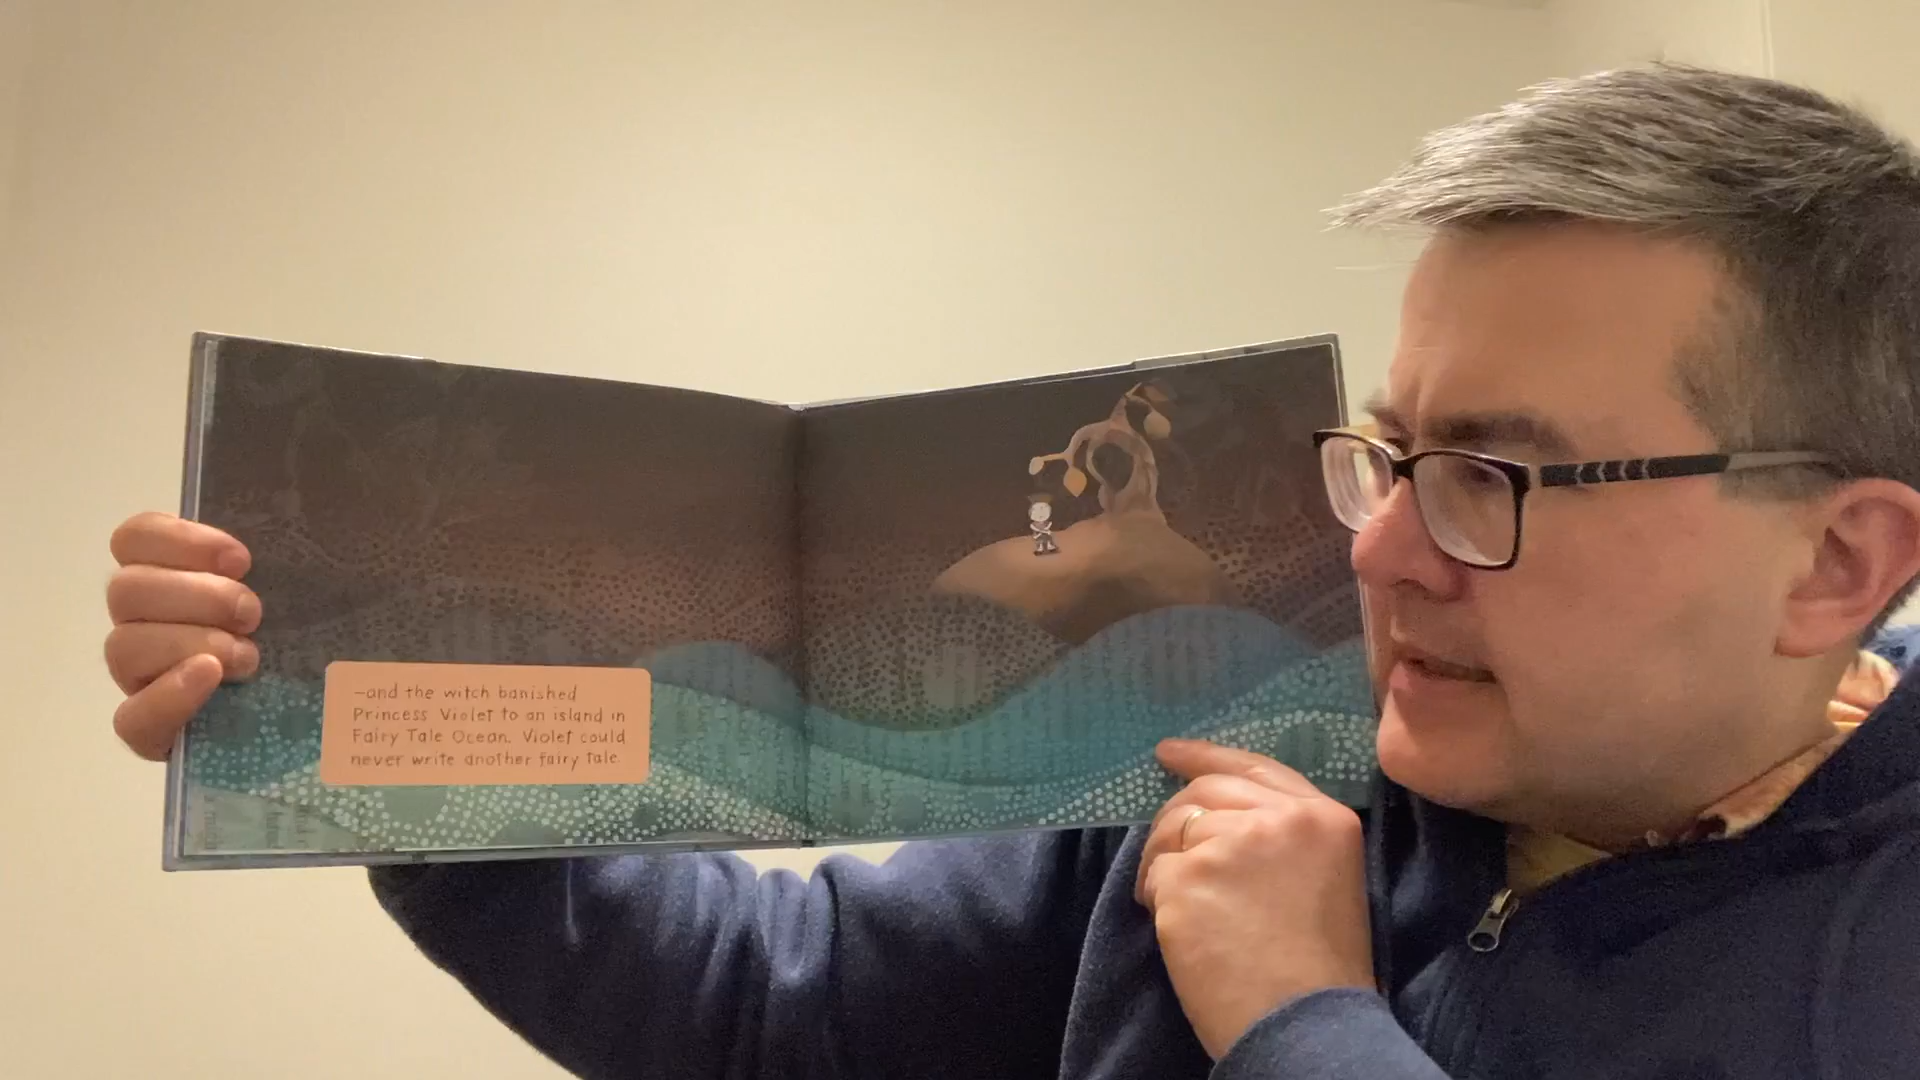 —and the witch banished
Princess Violet to an island in
Fairy Tale Ocean. Violet could
never write another fairy tale.